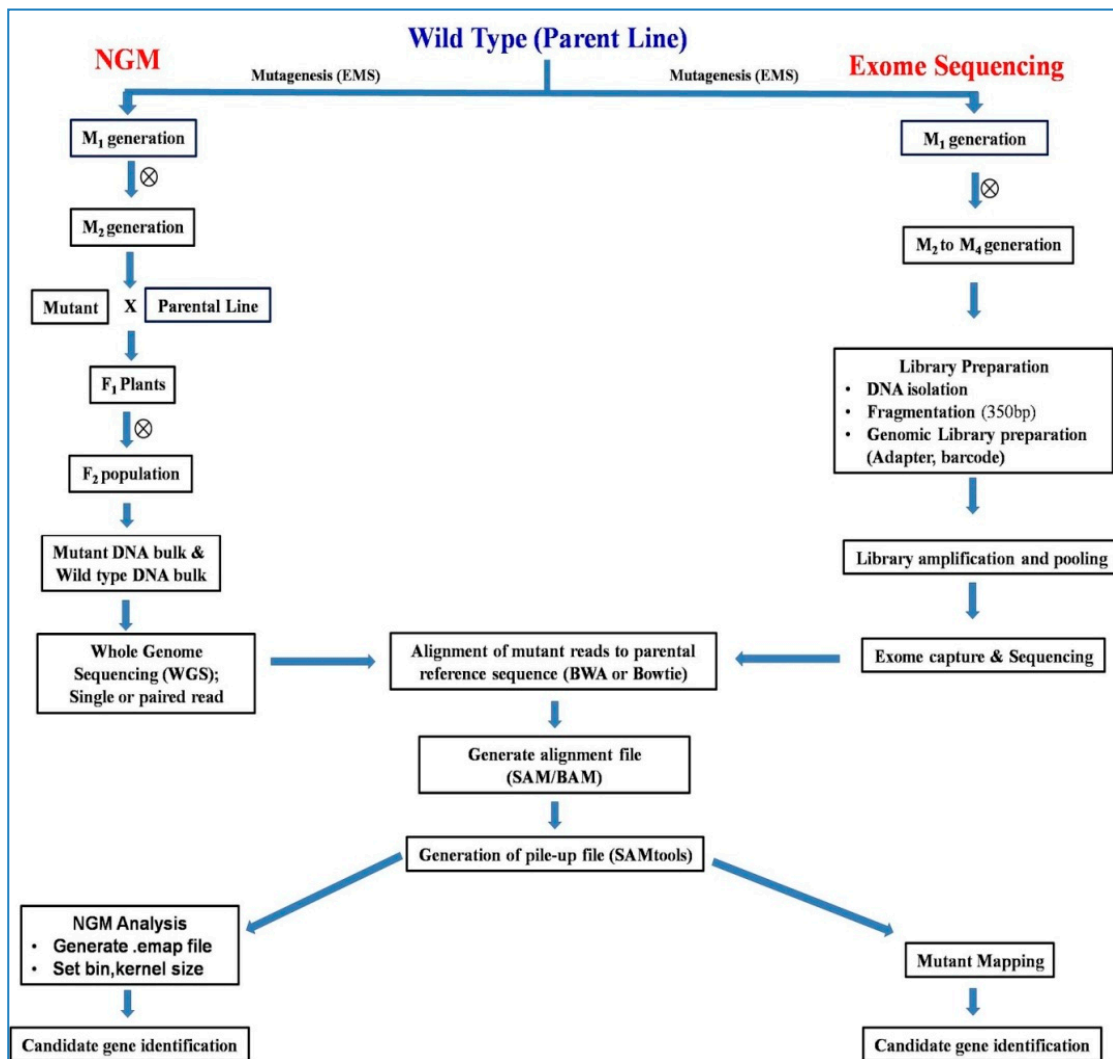 Wild Type (Parent Line)
NGM
Mutagenesis (EMS)
Mutagenesis (EMS)
Exome Sequencing
M₁ generation
⊗
M₂ generation
Mutant X Parental Line
F₁ Plants
⊗
F₂ population
Mutant DNA bulk &
Wild type DNA bulk
Whole Genome
Sequencing (WGS);
Single or paired read
M₁ generation
⊗
M₂ to M₄ generation
Library Preparation
• DNA isolation
• Fragmentation (350bp)
• Genomic Library preparation
(Adapter, barcode)
Library amplification and pooling
Exome capture & Sequencing
Alignment of mutant reads to parental
reference sequence (BWA or Bowtie)
Generate alignment file
(SAM/BAM)
Generation of pile-up file (SAMtools)
NGM Analysis
• Generate .emap file
• Set bin,kernel size
Candidate gene identification
Mutant Mapping
Candidate gene identification